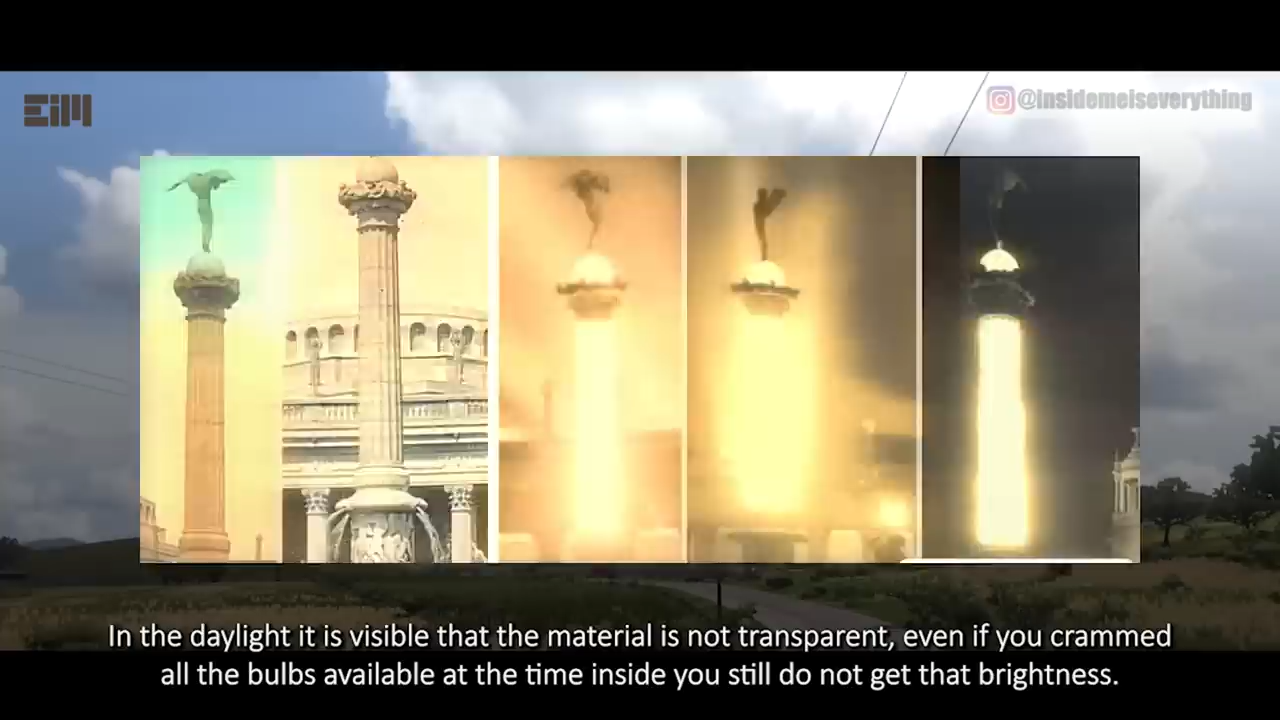 EiM
@insidemeiseverything
In the daylight it is visible that the material is not transparent, even if you crammed
all the bulbs available at the time inside you still do not get that brightness.